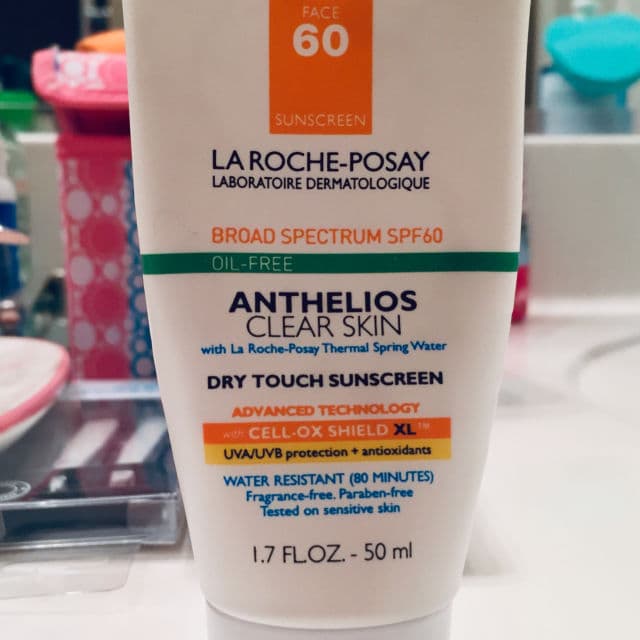 FACE
60
SUNSCREEN
LA ROCHE-POSAY
LABORATOIRE DERMATOLOGIQUE
BROAD SPECTRUM SPF60
OIL-FREE
ANTHELIOS
CLEAR SKIN
with La Roche-Posay Thermal Spring Water
DRY TOUCH SUNSCREEN
ADVANCED TECHNOLOGY
with CELL-OX SHIELD XL™
UVA/UVB protection + antioxidants
WATER RESISTANT (80 MINUTES)
Fragrance-free. Paraben-free
Tested on sensitive skin
1.7 FL.OZ. - 50 ml